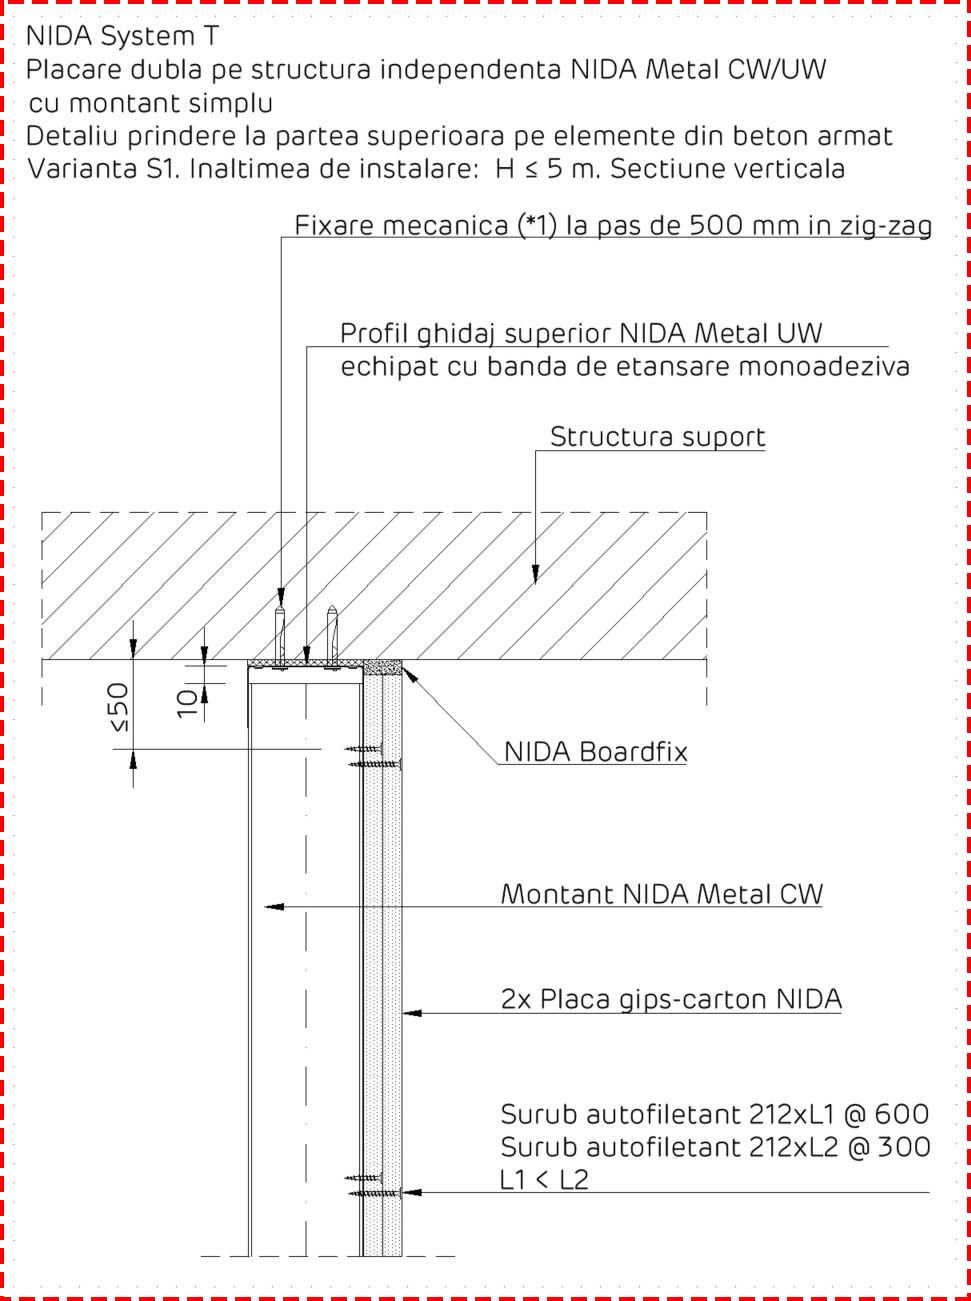 NIDA System T
Placare dubla pe structura independenta NIDA Metal CW/UW
cu montant simplu
Detaliu prindere la partea superioara pe elemente din beton armat
Varianta S1. Inaltimea de instalare: H ≤ 5 m. Sectiune verticala
Fixare mecanica (*1) la pas de 500 mm in zig-zag
Profil ghidaj superior NIDA Metal UW
echipat cu banda de etansare monoadeziva
Structura suport
≤50
10
NIDA Boardfix
Montant NIDA Metal CW
2x Placa gips-carton NIDA
Surub autofiletant 212xL1 @ 600
Surub autofiletant 212xL2 @ 300
L1 < L2